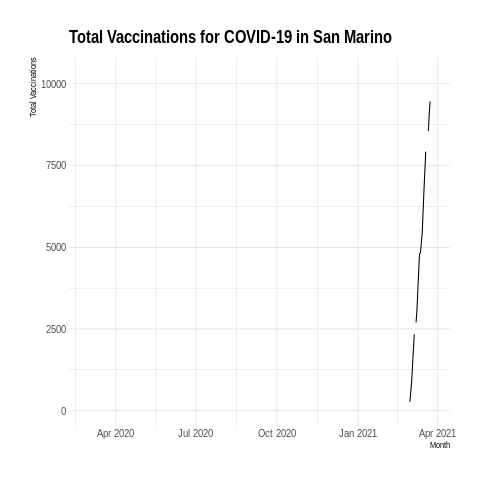 Total Vaccinations for COVID-19 in San Marino
Total Vaccinations
10000
7500
5000
2500
0
Apr 2020 Jul 2020 Oct 2020 Jan 2021 Apr 2021
Month